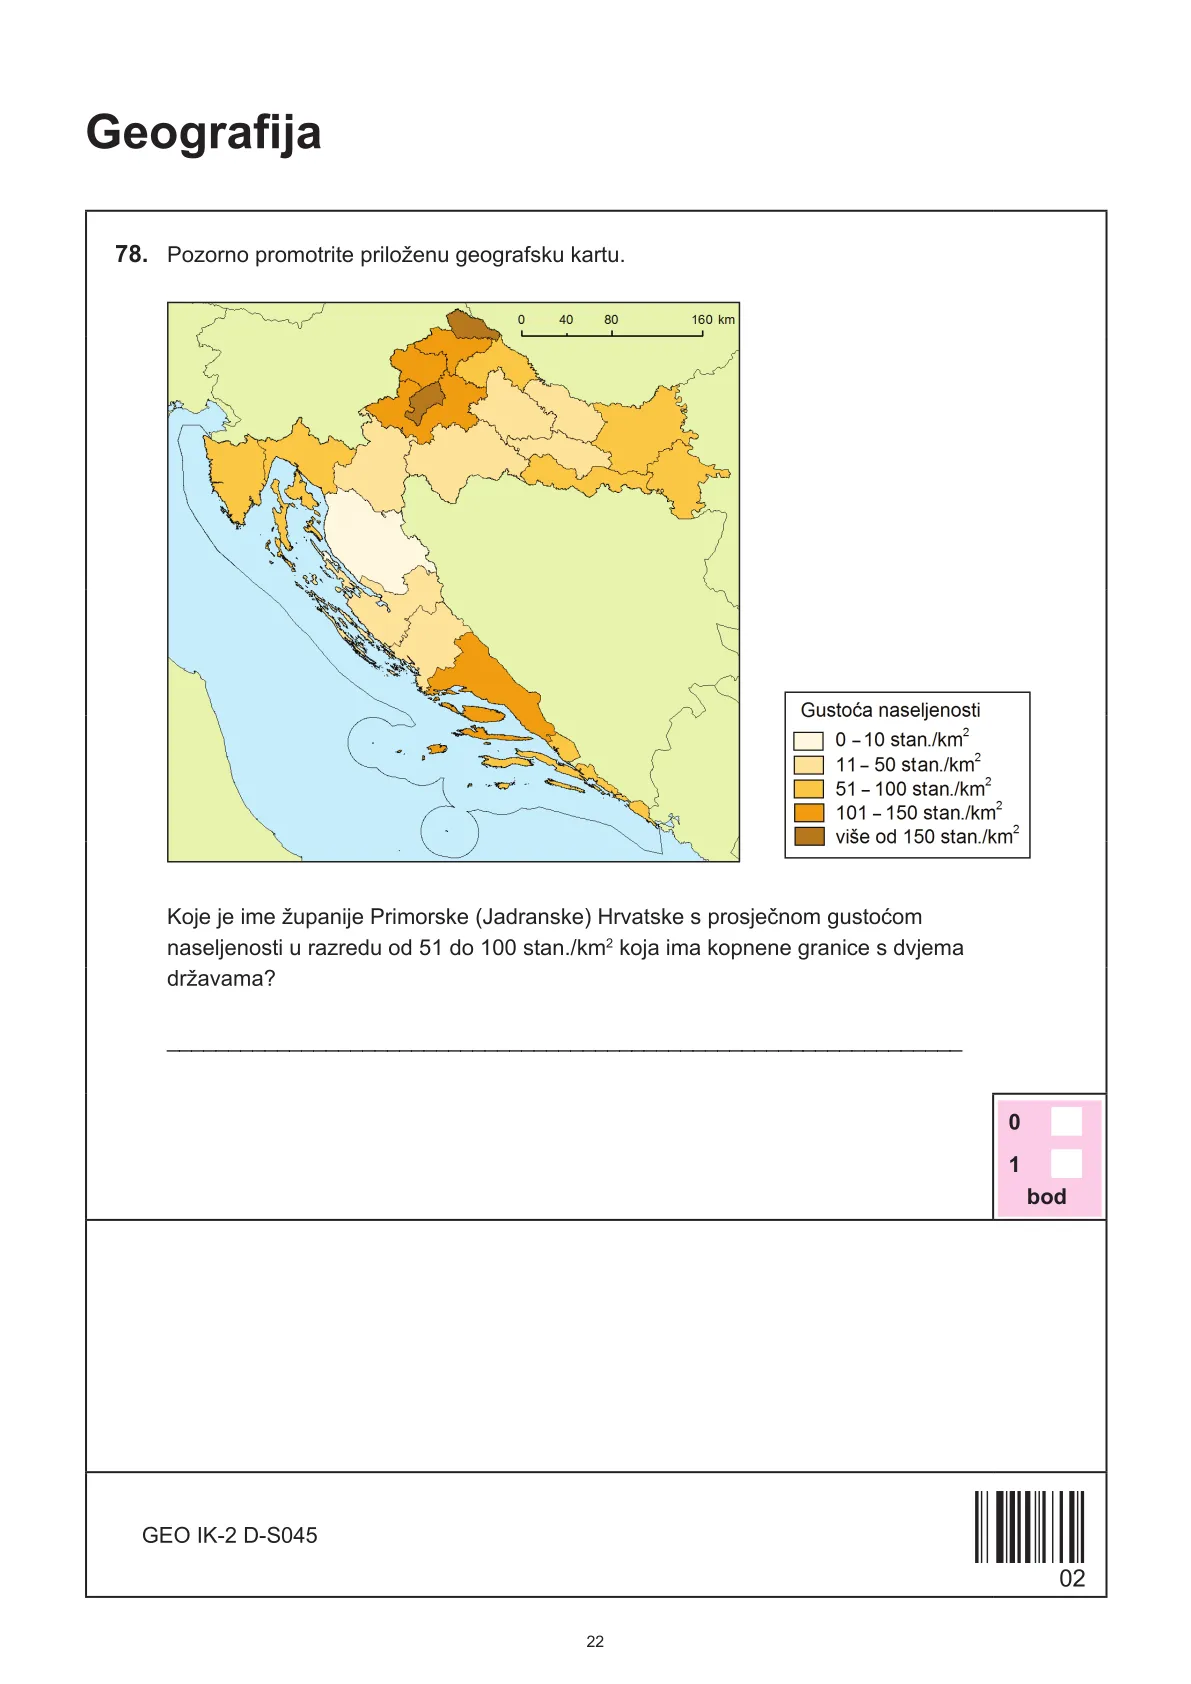 Geografija
78. Pozorno promotrite priloženu geografsku kartu.
0 40 80 160 km
Gustoća naseljenosti
0 – 10 stan./km²
11 – 50 stan./km²
51 – 100 stan./km²
101 – 150 stan./km²
više od 150 stan./km²
Koje je ime županije Primorske (Jadranske) Hrvatske s prosječnom gustoćom
naseljenosti u razredu od 51 do 100 stan./km² koja ima kopnene granice s dvjema
državama?
0
1
bod
GEO IK-2 D-S045
02
22